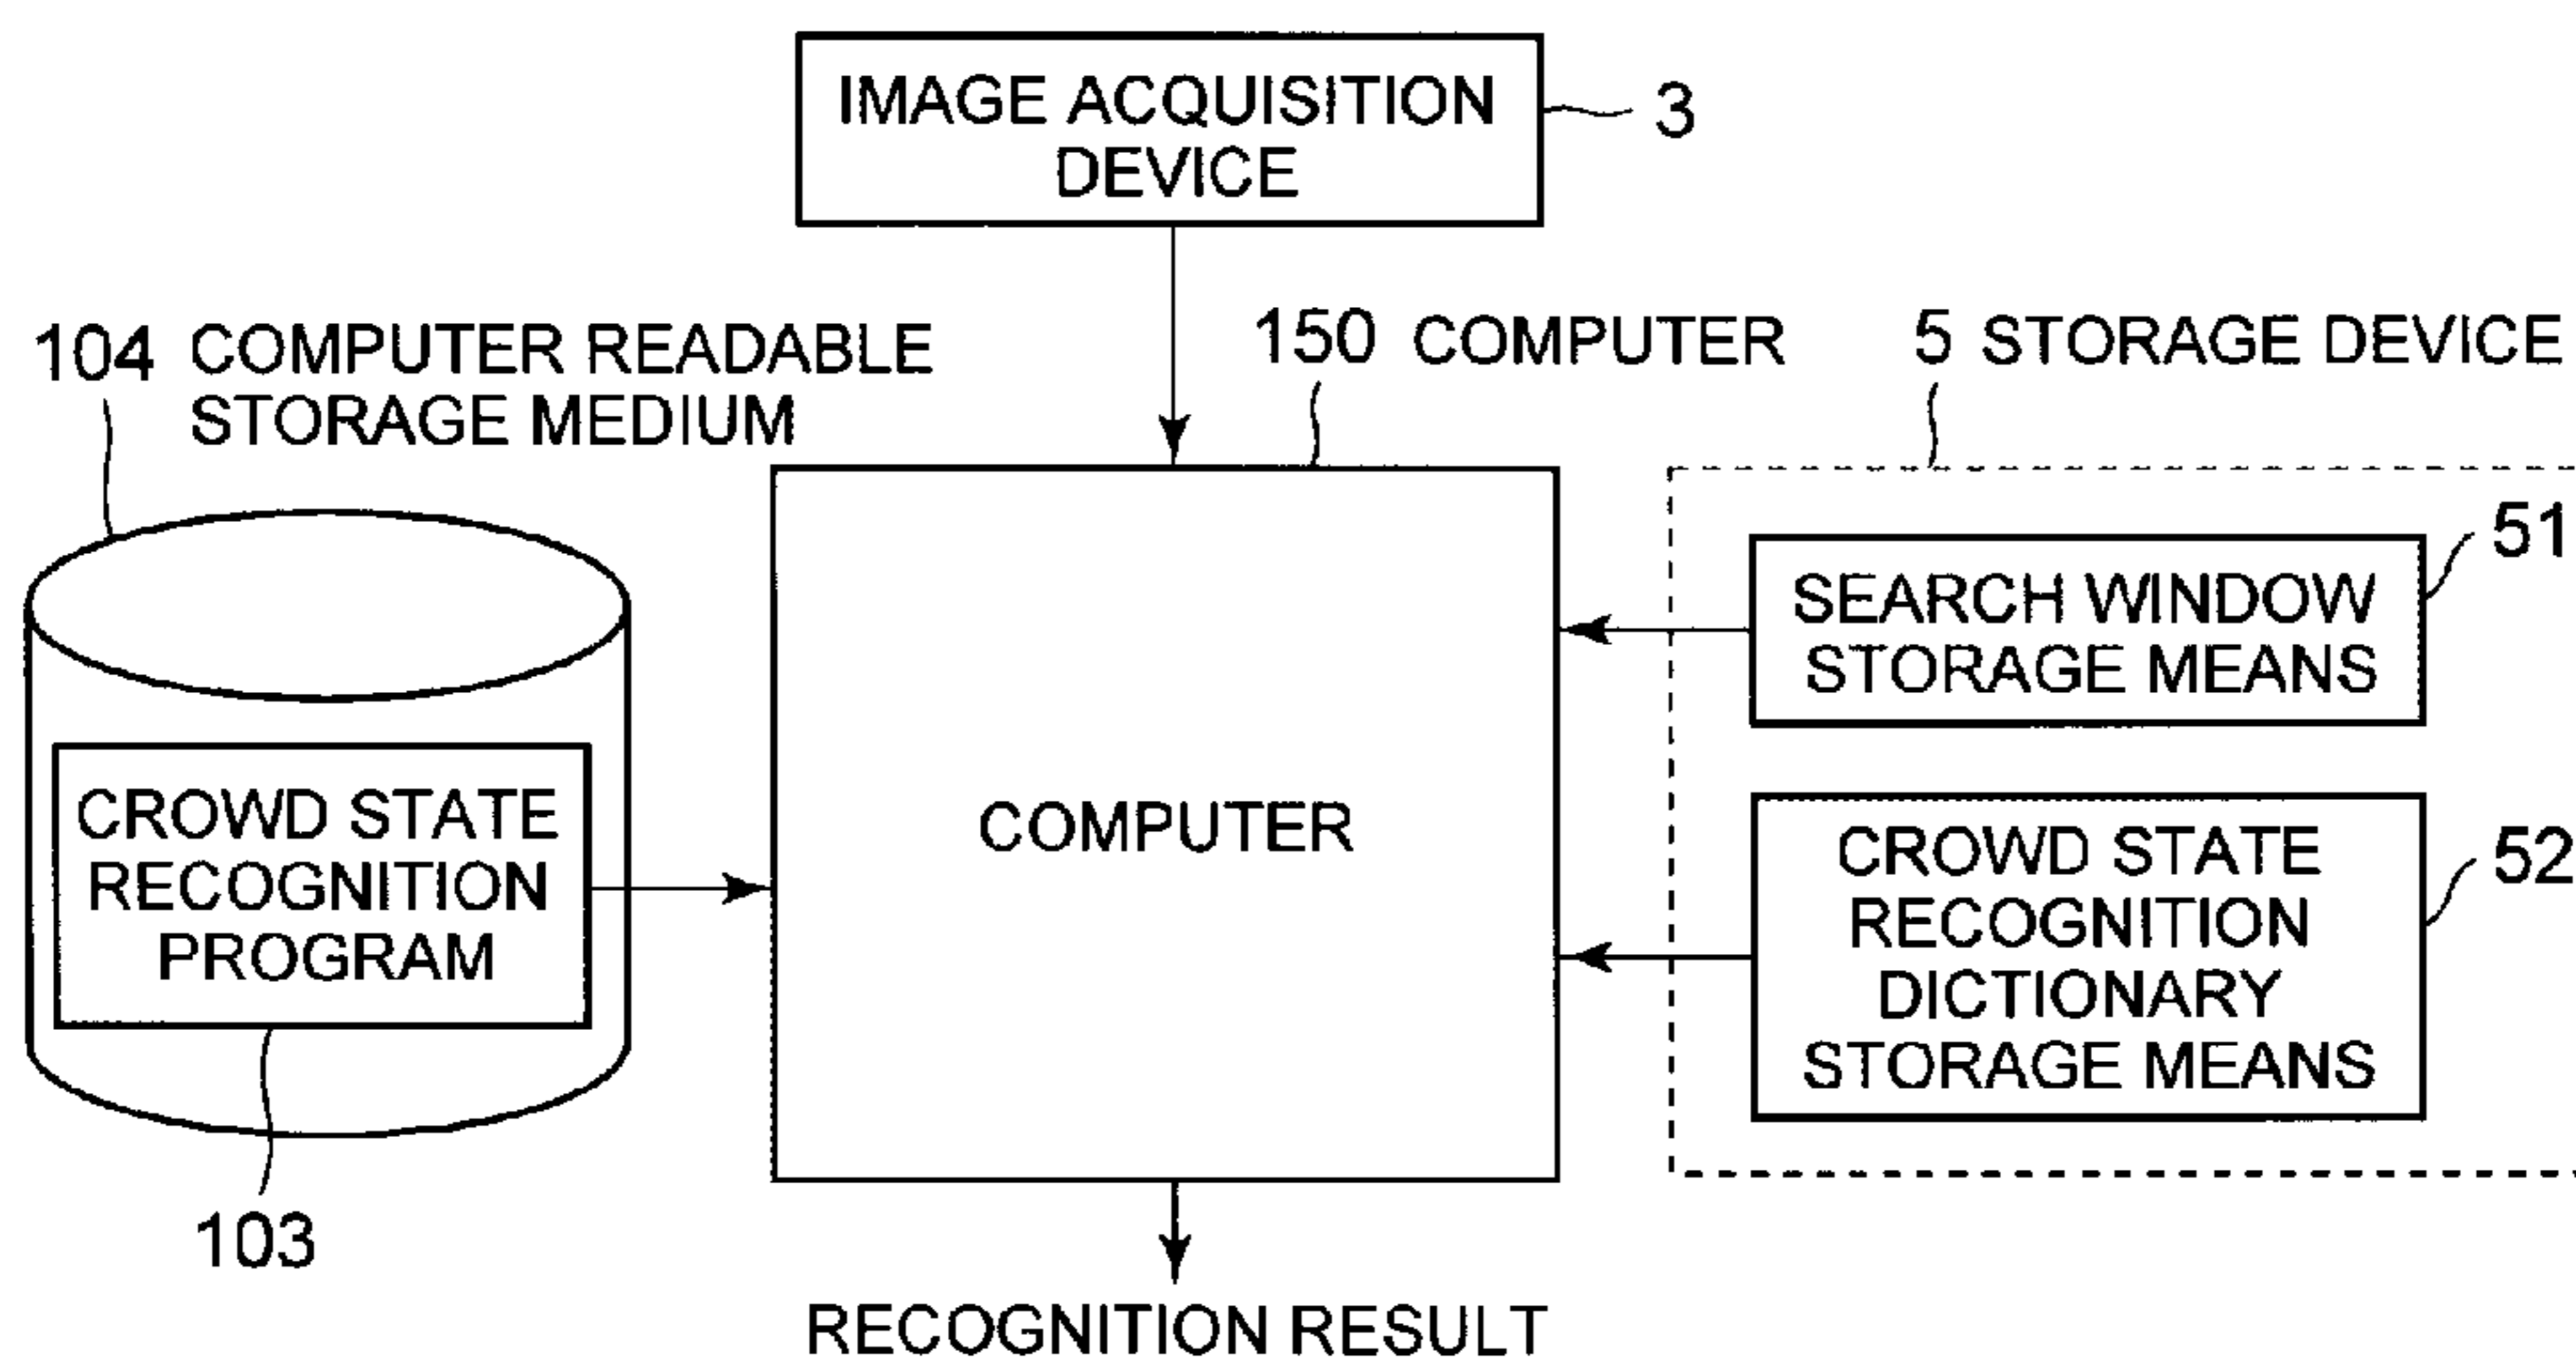 IMAGE ACQUISITION
DEVICE
3
104 COMPUTER READABLE
STORAGE MEDIUM
150 COMPUTER
5 STORAGE DEVICE
51
SEARCH WINDOW
STORAGE MEANS
CROWD STATE
RECOGNITION
PROGRAM
103
COMPUTER
52
CROWD STATE
RECOGNITION
DICTIONARY
STORAGE MEANS
RECOGNITION RESULT